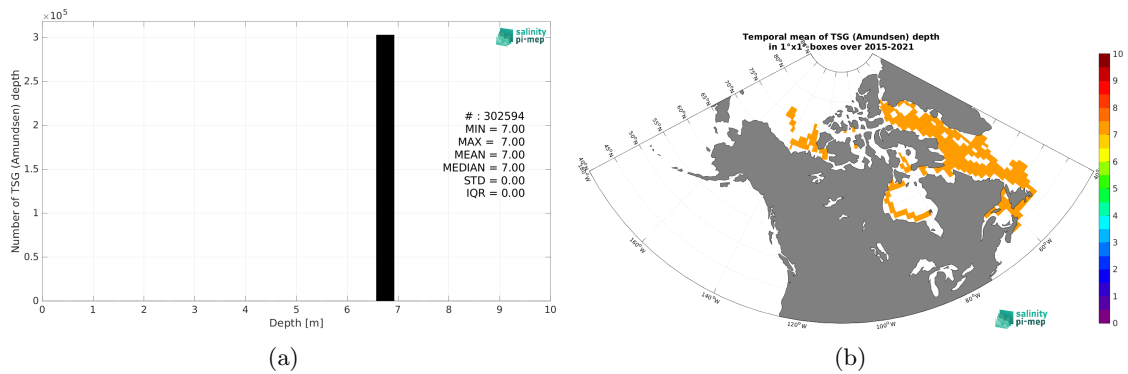 ×10⁵
3
2.5
2
1.5
1
0.5
0
Number of TSG (Amundsen) depth
salinity
pi-mep
# : 302594
MIN = 7.00
MAX = 7.00
MEAN = 7.00
MEDIAN = 7.00
STD = 0.00
IQR = 0.00
0 1 2 3 4 5 6 7 8 9 10
Depth [m]
(a)
Temporal mean of TSG (Amundsen) depth
in 1°x1° boxes over 2015-2021
80°N
75°N
70°N
65°N
60°N
55°N
50°N
45°N
160°W
140°W
120°W
100°W
80°W
60°W
10
9
8
7
6
5
4
3
2
1
0
salinity
pi-mep
(b)